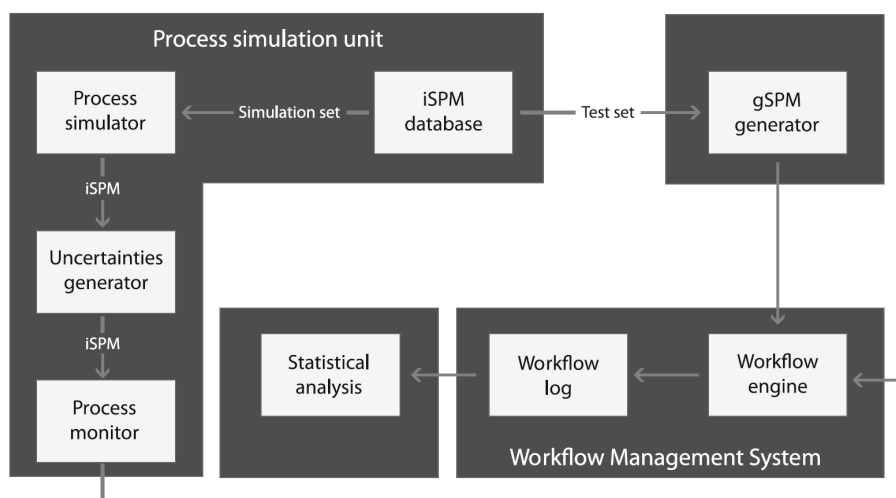 Process simulation unit
Process
simulator
Simulation set
iSPM
database
Test set
gSPM
generator
iSPM
Uncertainties
generator
iSPM
Process
monitor
Statistical
analysis
Workflow
log
Workflow
engine
Workflow Management System